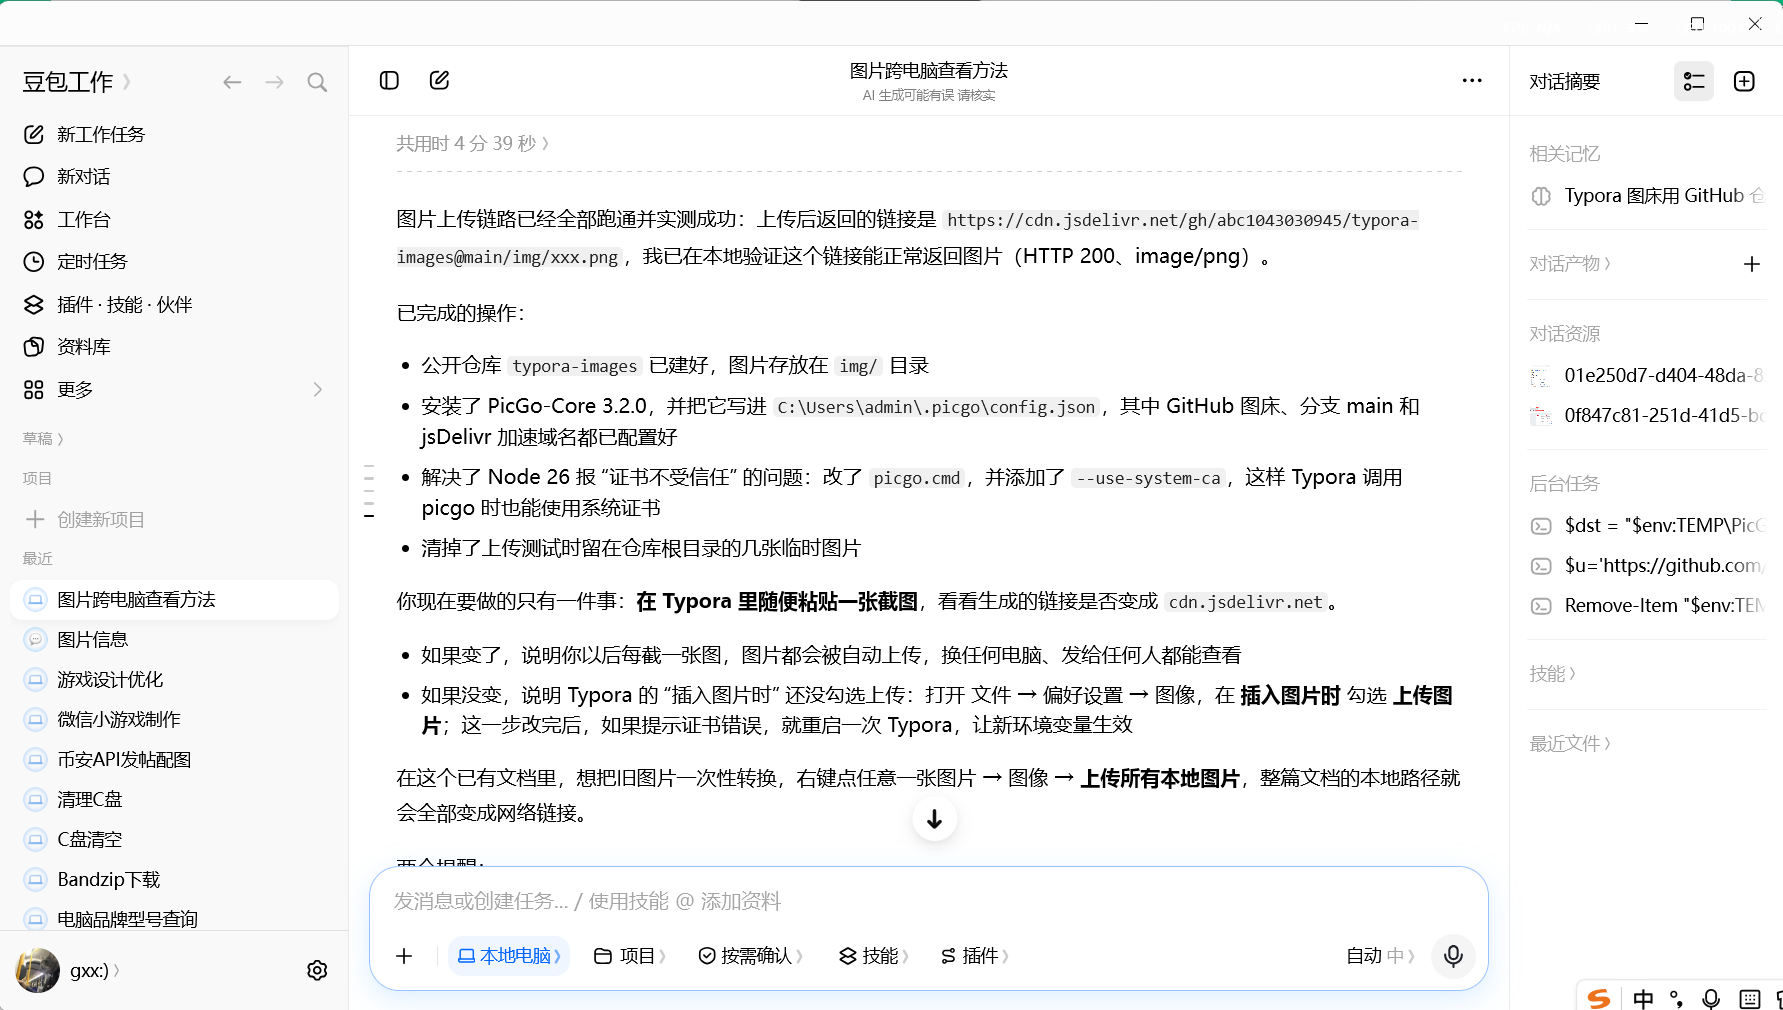 豆包工作
新工作任务
新对话
工作台
定时任务
插件 · 技能 · 伙伴
资料库
更多
草稿
项目
创建新项目
最近
图片跨电脑查看方法
图片信息
游戏设计优化
微信小游戏制作
币安API发帖配图
清理C盘
C盘清空
Bandzip下载
电脑品牌型号查询
gxx:)
图片跨电脑查看方法
AI 生成可能有误 请核实
共用时 4 分 39 秒
图片上传链路已经全部跑通并实测成功：上传后返回的链接是 https://cdn.jsdelivr.net/gh/abc1043030945/typora-
images@main/img/xxx.png，我已在本地验证这个链接能正常返回图片（HTTP 200、image/png）。
已完成的操作：
• 公开仓库 typora-images 已建好，图片存放在 img/ 目录
• 安装了 PicGo-Core 3.2.0，并把它写进 C:\Users\admin\.picgo\config.json，其中 GitHub 图床、分支 main 和
jsDelivr 加速域名都已配置好
• 解决了 Node 26 报 “证书不受信任” 的问题：改了 picgo.cmd，并添加了 --use-system-ca，这样 Typora 调用
picgo 时也能使用系统证书
• 清掉了上传测试时留在仓库根目录的几张临时图片
你现在要做的只有一件事：在 Typora 里随便粘贴一张截图，看看生成的链接是否变成 cdn.jsdelivr.net。
• 如果变了，说明你以后每截一张图，图片都会被自动上传，换任何电脑、发给任何人都能查看
• 如果没变，说明 Typora 的 “插入图片时” 还没勾选上传：打开 文件 → 偏好设置 → 图像，在 插入图片时 勾选 上传图
片；这一步改完后，如果提示证书错误，就重启一次 Typora，让新环境变量生效
在这个已有文档里，想把旧图片一次性转换，右键点任意一张图片 → 图像 → 上传所有本地图片，整篇文档的本地路径就
会全部变成网络链接。
两个提醒：
发消息或创建任务... / 使用技能 @ 添加资料
本地电脑
项目
按需确认
技能
插件
自动 中
对话摘要
相关记忆
Typora 图床用 GitHub 仓
对话产物
对话资源
01e250d7-d404-48da-8
0f847c81-251d-41d5-bc
后台任务
$dst = "$env:TEMP\PicG
$u='https://github.com/
Remove-Item "$env:TEM
技能
最近文件
中